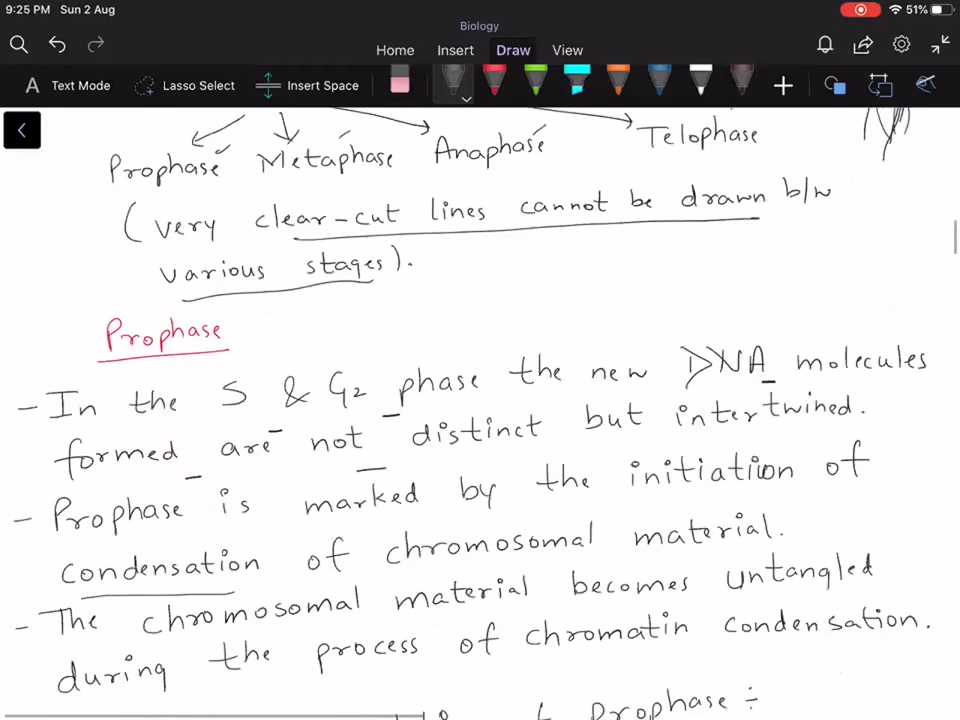 9:25 PM Sun 2 Aug 51%
Biology
Home Insert Draw View
Text Mode Lasso Select Insert Space
Prophase Metaphase Anaphase Telophase
(very clear-cut lines cannot be drawn b/w
various stages).
Prophase
- In the S & G2 phase the new DNA molecules
formed are not distinct but intertwined.
- Prophase is marked by the initiation of
condensation of chromosomal material.
- The chromosomal material becomes untangled
during the process of chromatin condensation.
Prophase ÷